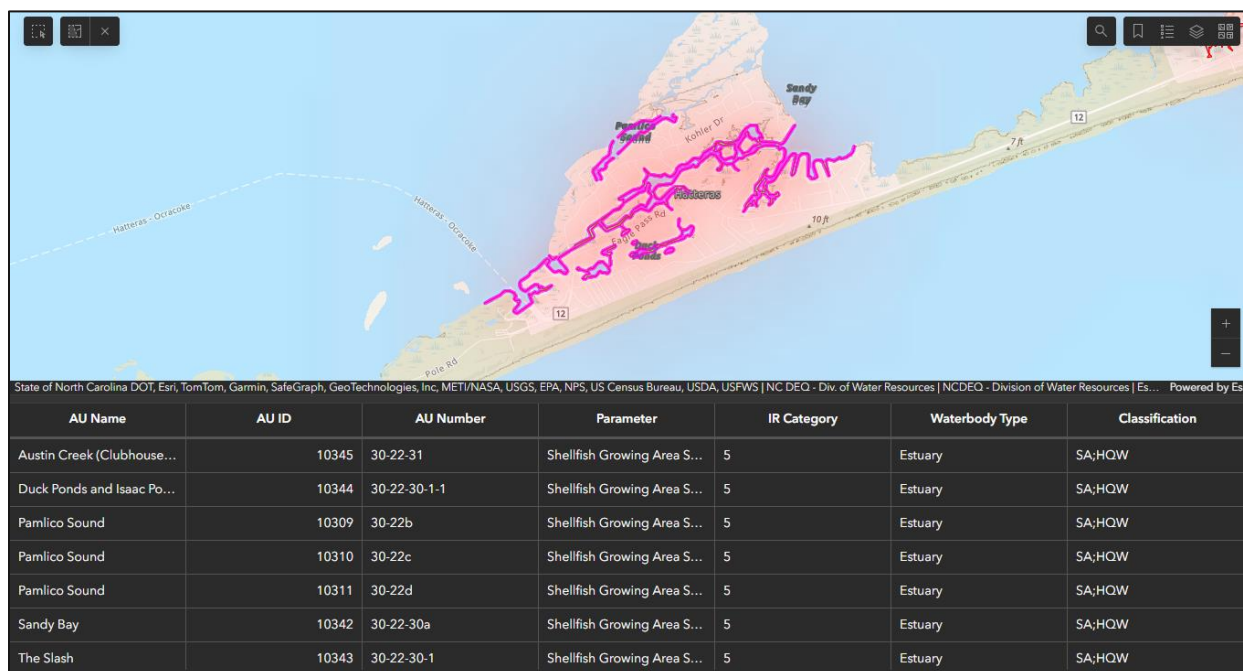 Sandy
Bay
Pamlico
Sound
Kohler Dr
12
7 ft
Hatteras - Ocracoke
Hatteras - Ocracoke
Hatteras
10 ft
Eagle Pass Rd
Duck
Ponds
12
Pole Rd
+
−
State of North Carolina DOT, Esri, TomTom, Garmin, SafeGraph, GeoTechnologies, Inc, METI/NASA, USGS, EPA, NPS, US Census Bureau, USDA, USFWS | NC DEQ - Div. of Water Resources | NCDEQ - Division of Water Resources | Es... Powered by Es
AU Name AU ID AU Number Parameter IR Category Waterbody Type Classification
Austin Creek (Clubhouse... 10345 30-22-31 Shellfish Growing Area S... 5 Estuary SA;HQW
Duck Ponds and Isaac Po... 10344 30-22-30-1-1 Shellfish Growing Area S... 5 Estuary SA;HQW
Pamlico Sound 10309 30-22b Shellfish Growing Area S... 5 Estuary SA;HQW
Pamlico Sound 10310 30-22c Shellfish Growing Area S... 5 Estuary SA;HQW
Pamlico Sound 10311 30-22d Shellfish Growing Area S... 5 Estuary SA;HQW
Sandy Bay 10342 30-22-30a Shellfish Growing Area S... 5 Estuary SA;HQW
The Slash 10343 30-22-30-1 Shellfish Growing Area S... 5 Estuary SA;HQW